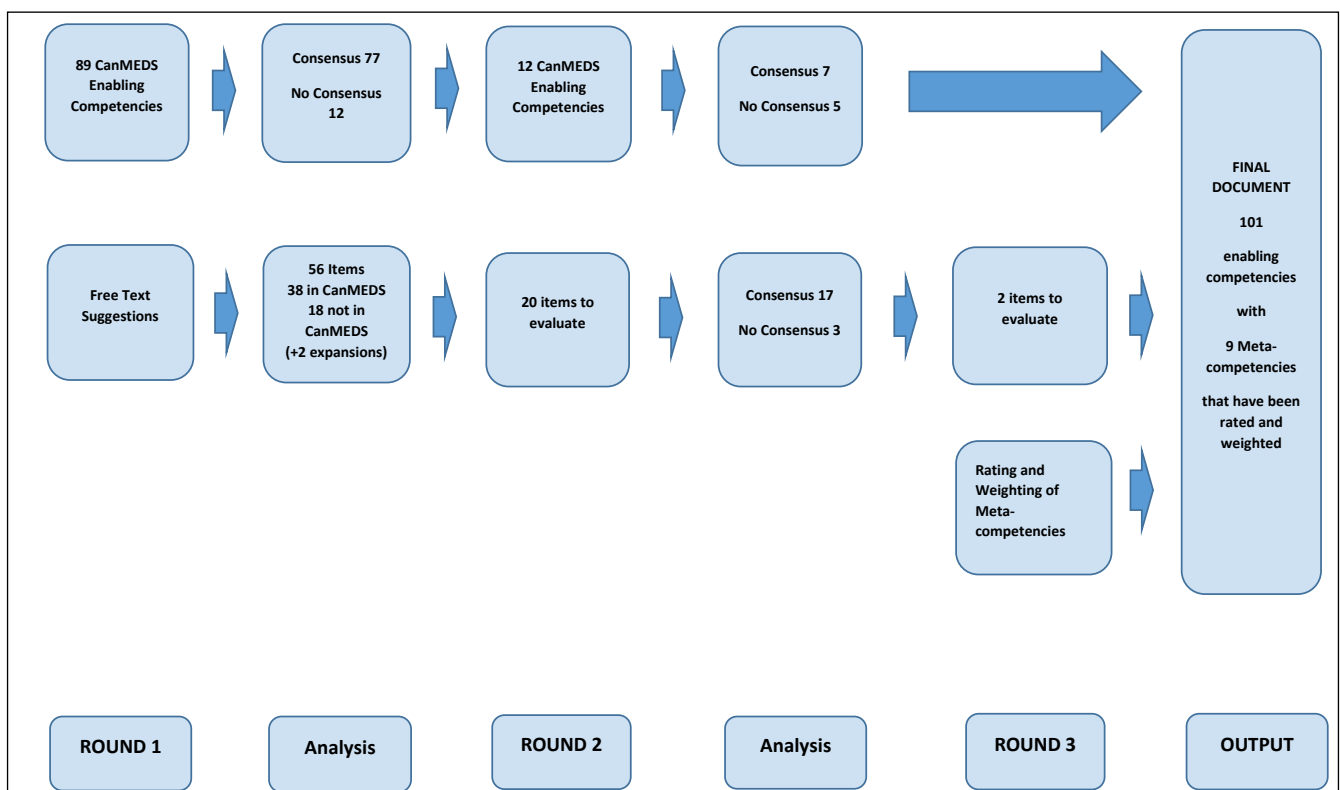 89 CanMEDS
Enabling
Competencies
Consensus 77
No Consensus
12
12 CanMEDS
Enabling
Competencies
Consensus 7
No Consensus 5
Free Text
Suggestions
56 Items
38 in CanMEDS
18 not in
CanMEDS
(+2 expansions)
20 items to
evaluate
Consensus 17
No Consensus 3
2 items to
evaluate
Rating and
Weighting of
Meta-
competencies
FINAL
DOCUMENT
101
enabling
competencies
with
9 Meta-
competencies
that have been
rated and
weighted
ROUND 1
Analysis
ROUND 2
Analysis
ROUND 3
OUTPUT